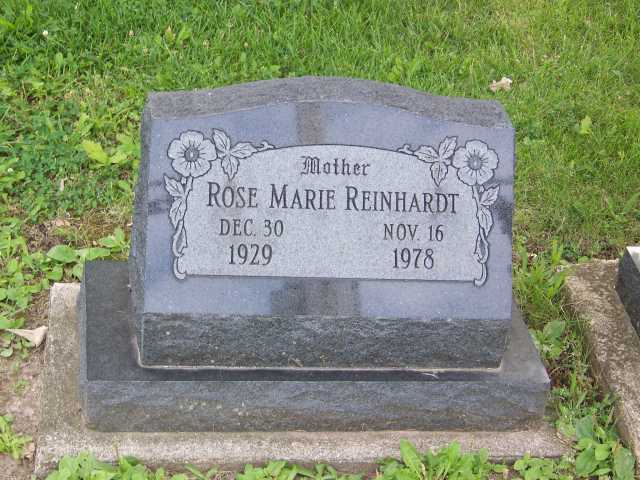 Mother
ROSE MARIE REINHARDT
DEC. 30 NOV. 16
1929 1978